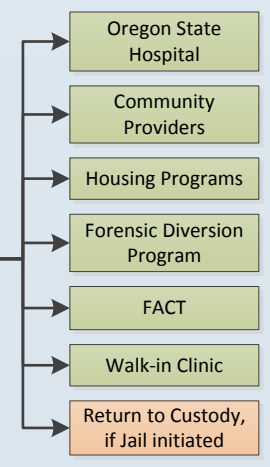 Oregon State
Hospital
Community
Providers
Housing Programs
Forensic Diversion
Program
FACT
Walk-in Clinic
Return to Custody,
if Jail initiated